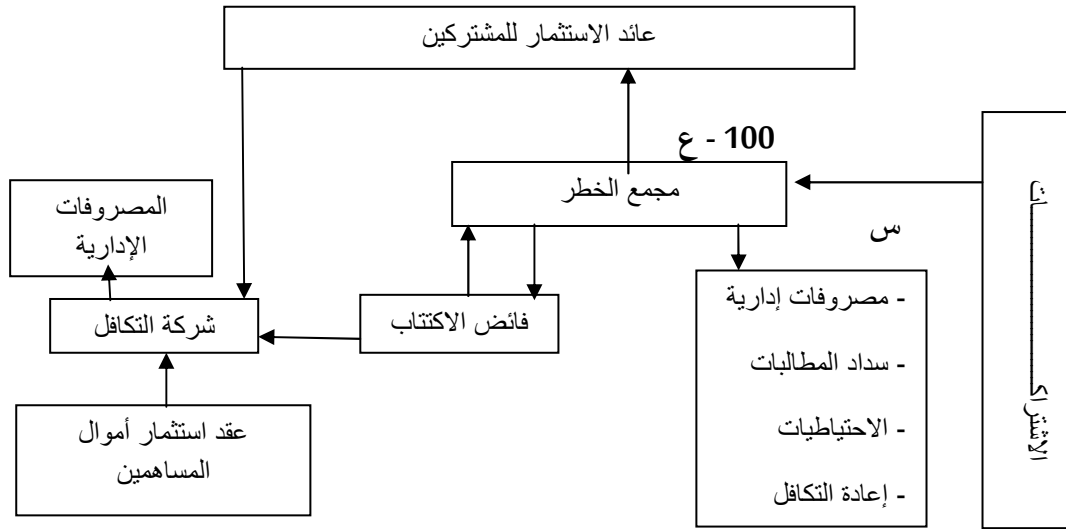 عائد الاستثمار للمشتركين
100 - ع
مجمع الخطر
الاشتراكـــــــــات
س
المصروفات
الإدارية
- مصروفات إدارية
- سداد المطالبات
- الاحتياطيات
- إعادة التكافل
فائض الاكتتاب
شركة التكافل
عقد استثمار أموال
المساهمين